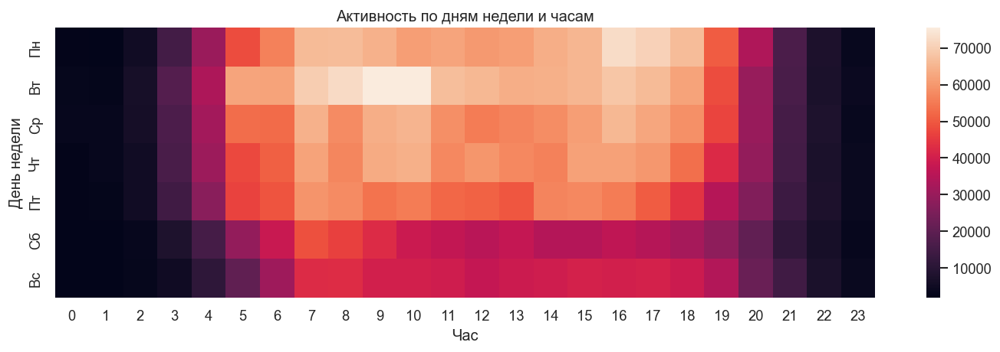 Активность по дням недели и часам
День недели
Пн
Вт
Ср
Чт
Пт
Сб
Вс
0 1 2 3 4 5 6 7 8 9 10 11 12 13 14 15 16 17 18 19 20 21 22 23
Час
70000
60000
50000
40000
30000
20000
10000